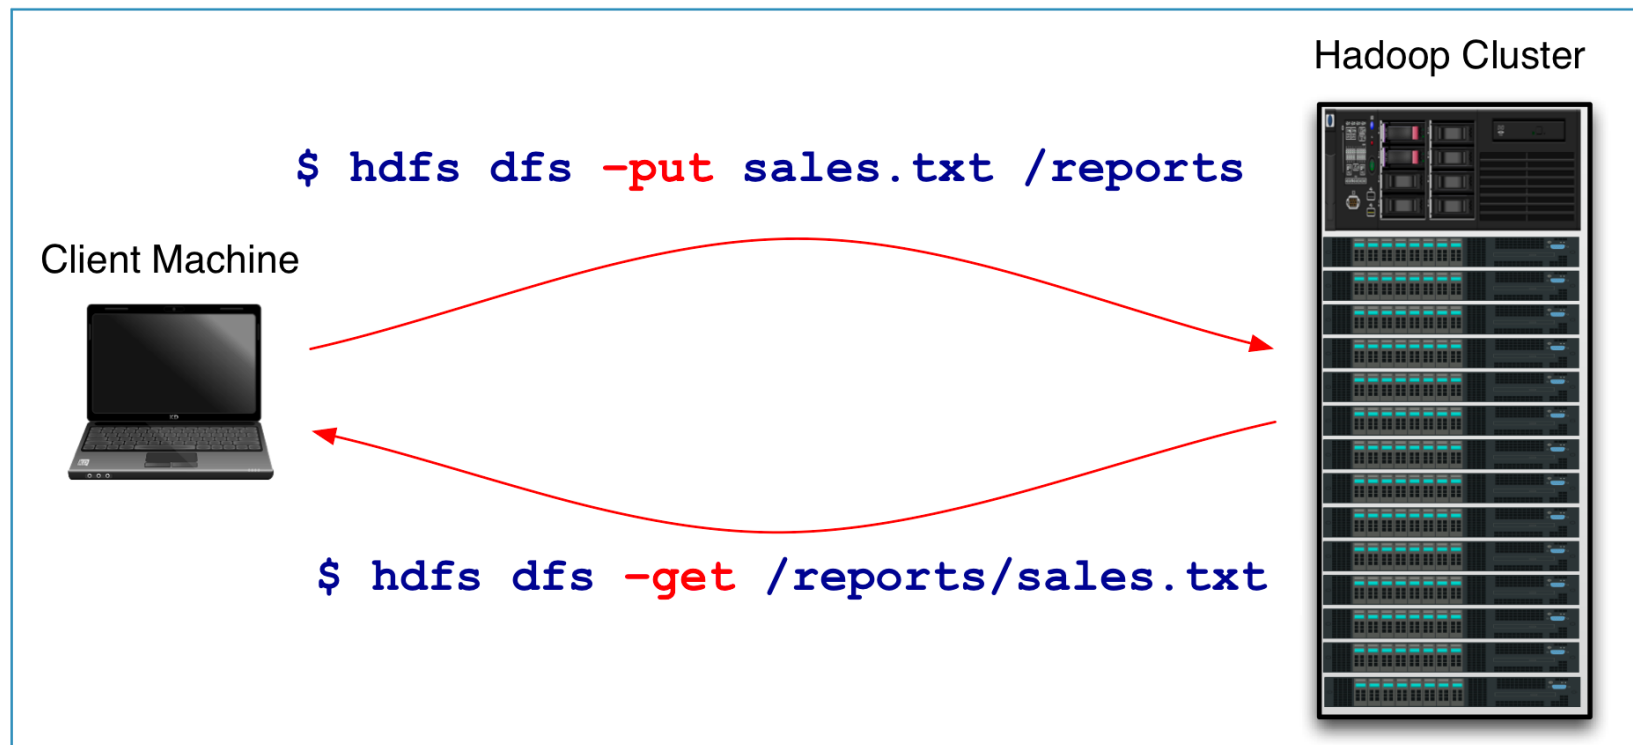 Hadoop Cluster
$ hdfs dfs -put sales.txt /reports
Client Machine
$ hdfs dfs -get /reports/sales.txt